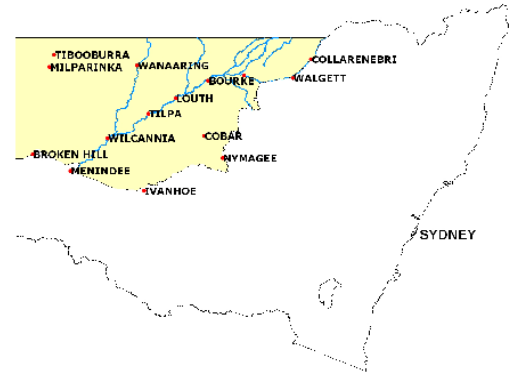 TIBOOBURRA
COLLARENEBRI
MILPARINKA
WANAARING
WALGETT
BOURKE
LOUTH
TILPA
WILCANNIA
COBAR
BROKEN HILL
NYMAGEE
MENINDEE
IVANHOE
SYDNEY